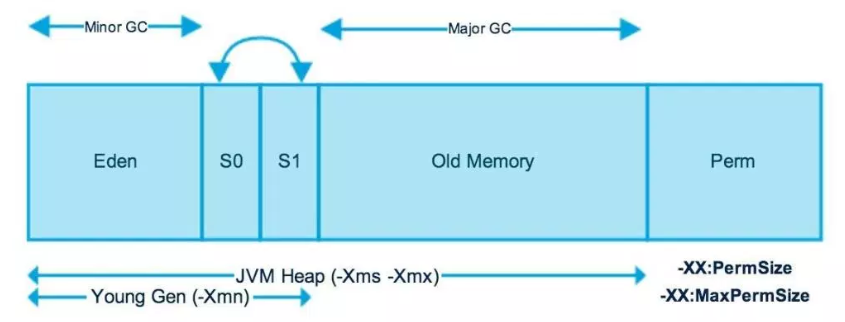 Minor GC
Major GC
Eden
S0
S1
Old Memory
Perm
JVM Heap (-Xms -Xmx)
-XX:PermSize
Young Gen (-Xmn)
-XX:MaxPermSize